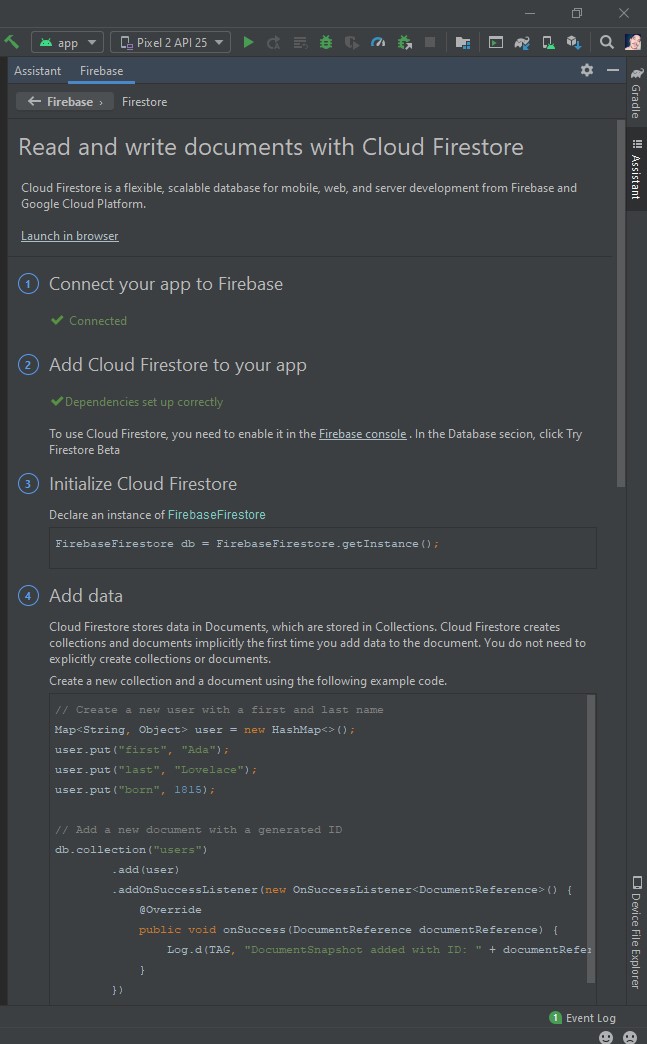 app
Pixel 2 API 25
Assistant
Firebase
Firebase
Firestore
Read and write documents with Cloud Firestore
Cloud Firestore is a flexible, scalable database for mobile, web, and server development from Firebase and
Google Cloud Platform.
Launch in browser
1
Connect your app to Firebase
Connected
2
Add Cloud Firestore to your app
Dependencies set up correctly
To use Cloud Firestore, you need to enable it in the Firebase console . In the Database secion, click Try
Firestore Beta
3
Initialize Cloud Firestore
Declare an instance of FirebaseFirestore
FirebaseFirestore db = FirebaseFirestore.getInstance();
4
Add data
Cloud Firestore stores data in Documents, which are stored in Collections. Cloud Firestore creates
collections and documents implicitly the first time you add data to the document. You do not need to
explicitly create collections or documents.
Create a new collection and a document using the following example code.
// Create a new user with a first and last name
Map<String, Object> user = new HashMap<>();
user.put("first", "Ada");
user.put("last", "Lovelace");
user.put("born", 1815);
// Add a new document with a generated ID
db.collection("users")
.add(user)
.addOnSuccessListener(new OnSuccessListener<DocumentReference>() {
@Override
public void onSuccess(DocumentReference documentReference) {
Log.d(TAG, "DocumentSnapshot added with ID: " + documentRefe
}
})
Gradle
Assistant
Device File Explorer
1 Event Log